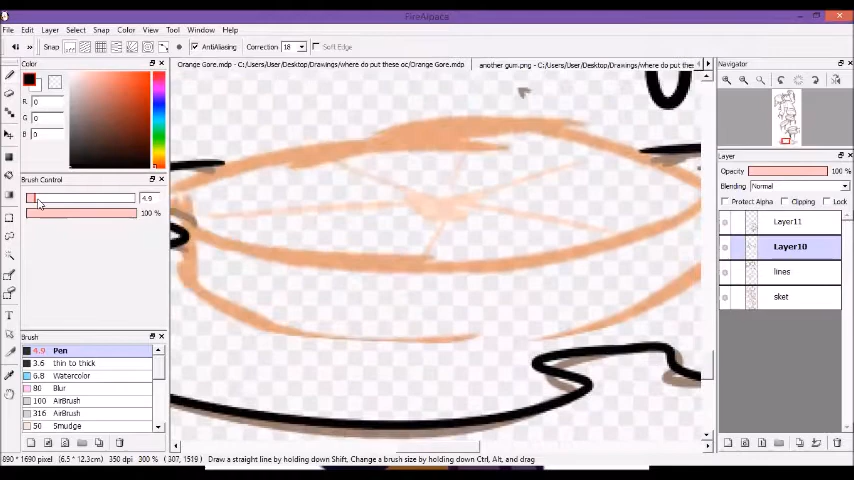 FireAlpaca
File Edit Layer Select Snap Color View Tool Window Help
Snap AntiAliasing Correction 18 Soft Edge
Color
R 0
G 0
B 0
Brush Control
4.9
100 %
Brush
4.9 Pen
3.6 thin to thick
6.8 Watercolor
80 Blur
100 AirBrush
316 AirBrush
50 Smudge
Orange Gore.mdp - C:/Users/User/Desktop/Drawings/where do put these oc/Orange Gore.mdp
another gum.png - C:/Users/User/Desktop/Drawings/where do put thes
Navigator
Layer
Opacity 100 %
Blending Normal
Protect Alpha Clipping Lock
Layer11
Layer10
lines
sket
890 * 1690 pixel (6.5 * 12.3cm) 350 dpi 300 % (307, 1519) Draw a straight line by holding down Shift, Change a brush size by holding down Ctrl, Alt, and drag